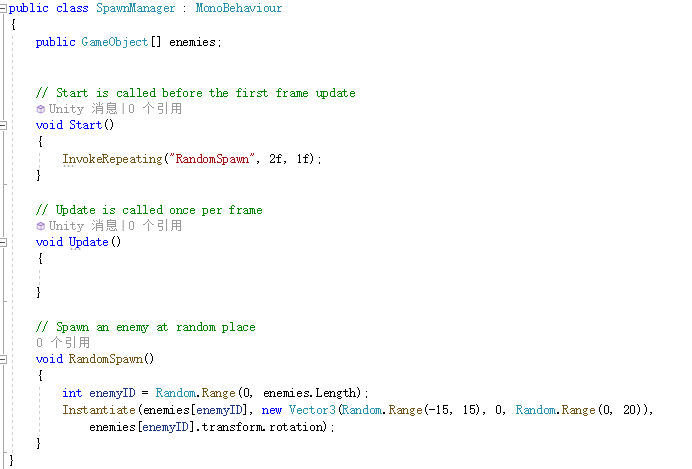 public class SpawnManager : MonoBehaviour
{
public GameObject[] enemies;
// Start is called before the first frame update
Unity 消息|0 个引用
void Start()
{
InvokeRepeating("RandomSpawn", 2f, 1f);
}
// Update is called once per frame
Unity 消息|0 个引用
void Update()
{
}
// Spawn an enemy at random place
0 个引用
void RandomSpawn()
{
int enemyID = Random.Range(0, enemies.Length);
Instantiate(enemies[enemyID], new Vector3(Random.Range(-15, 15), 0, Random.Range(0, 20)),
enemies[enemyID].transform.rotation);
}
}